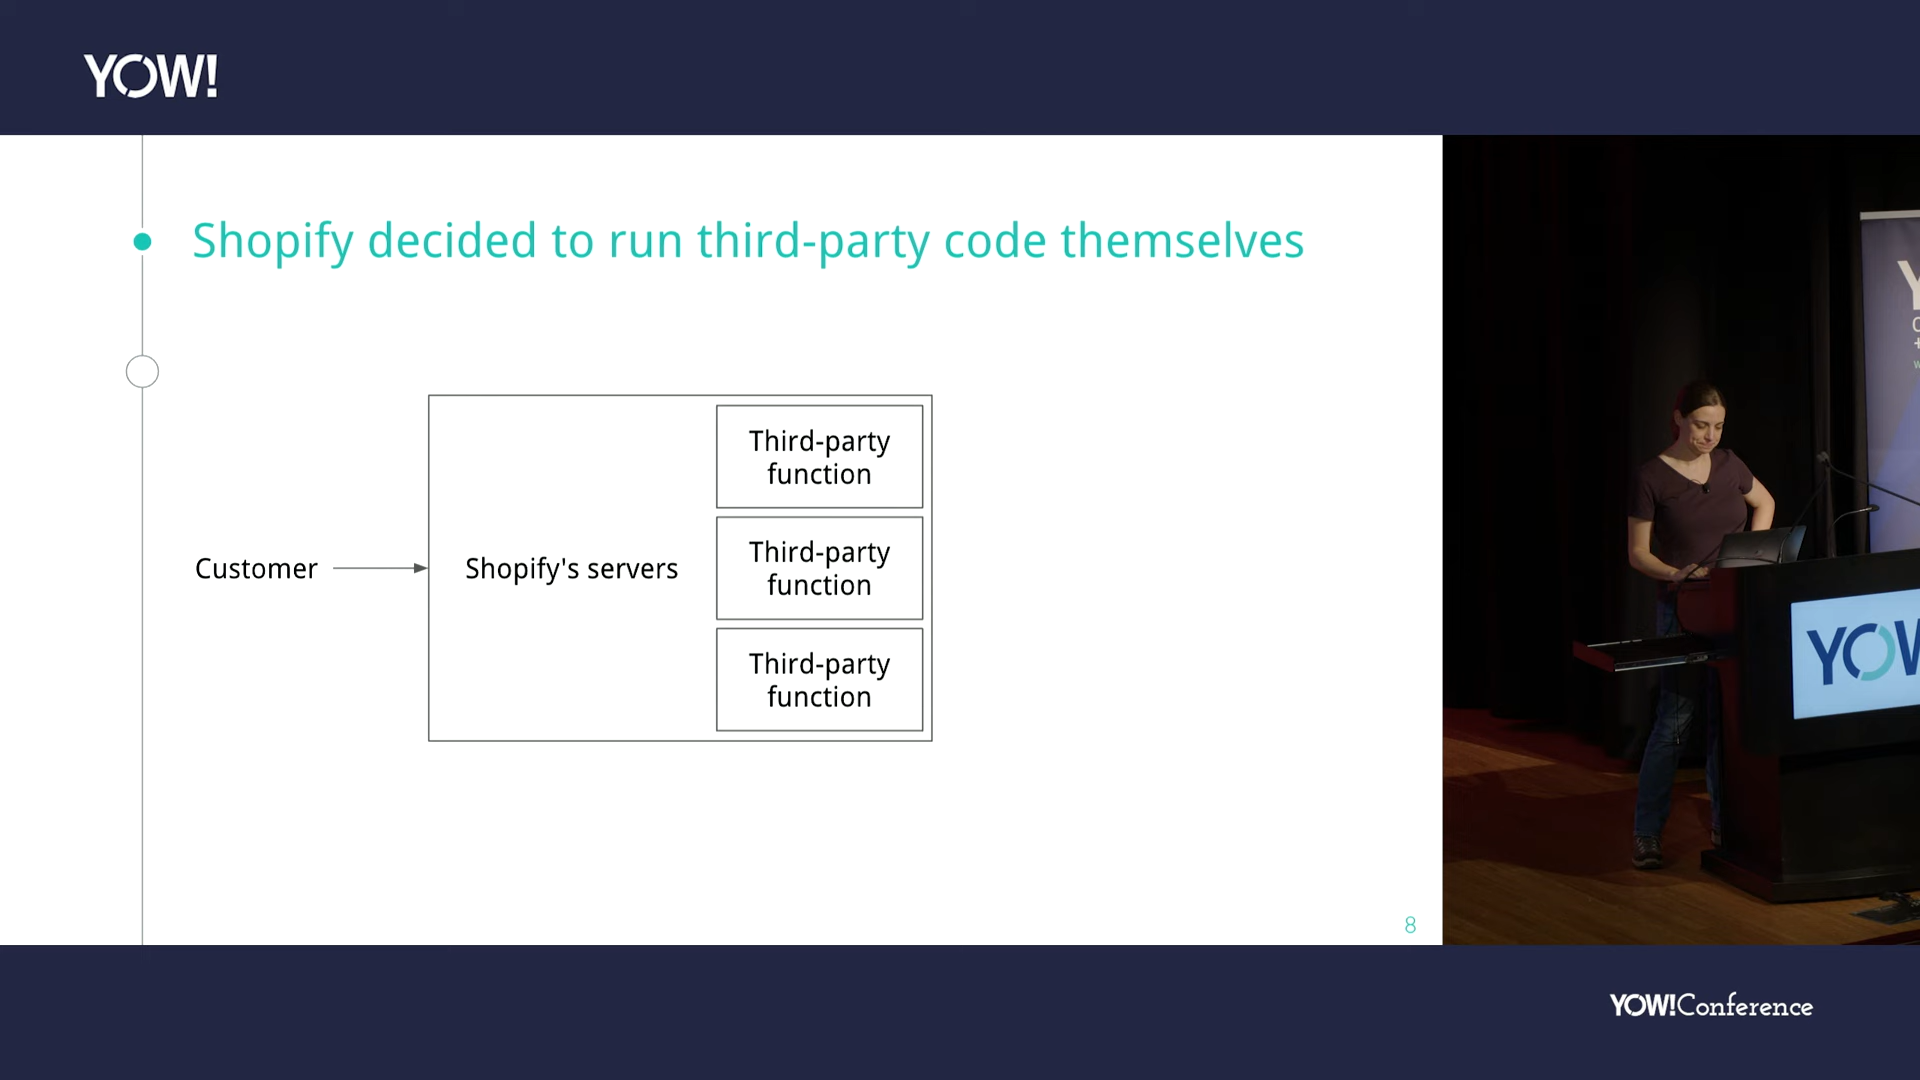 YOW!
Shopify decided to run third-party code themselves
Third-party
function
Customer
Shopify's servers
Third-party
function
Third-party
function
8
YOW!Conference